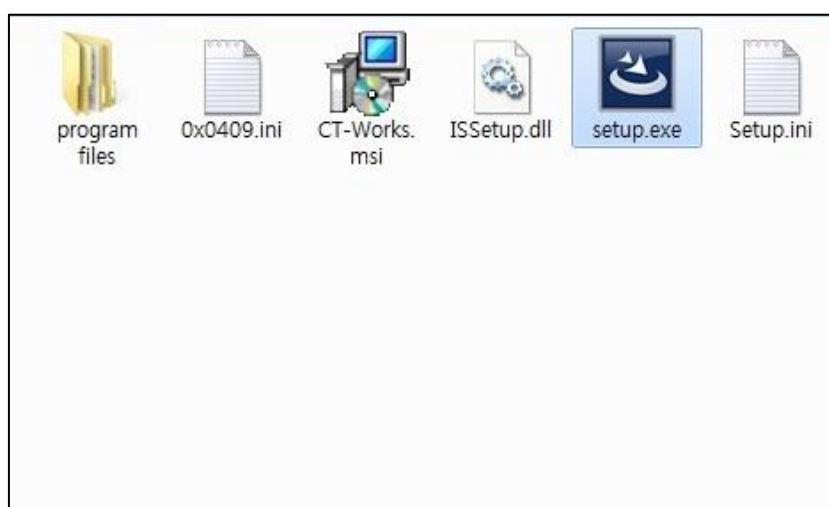 program
files
0x0409.ini
CT-Works.
msi
ISSetup.dll
setup.exe
Setup.ini